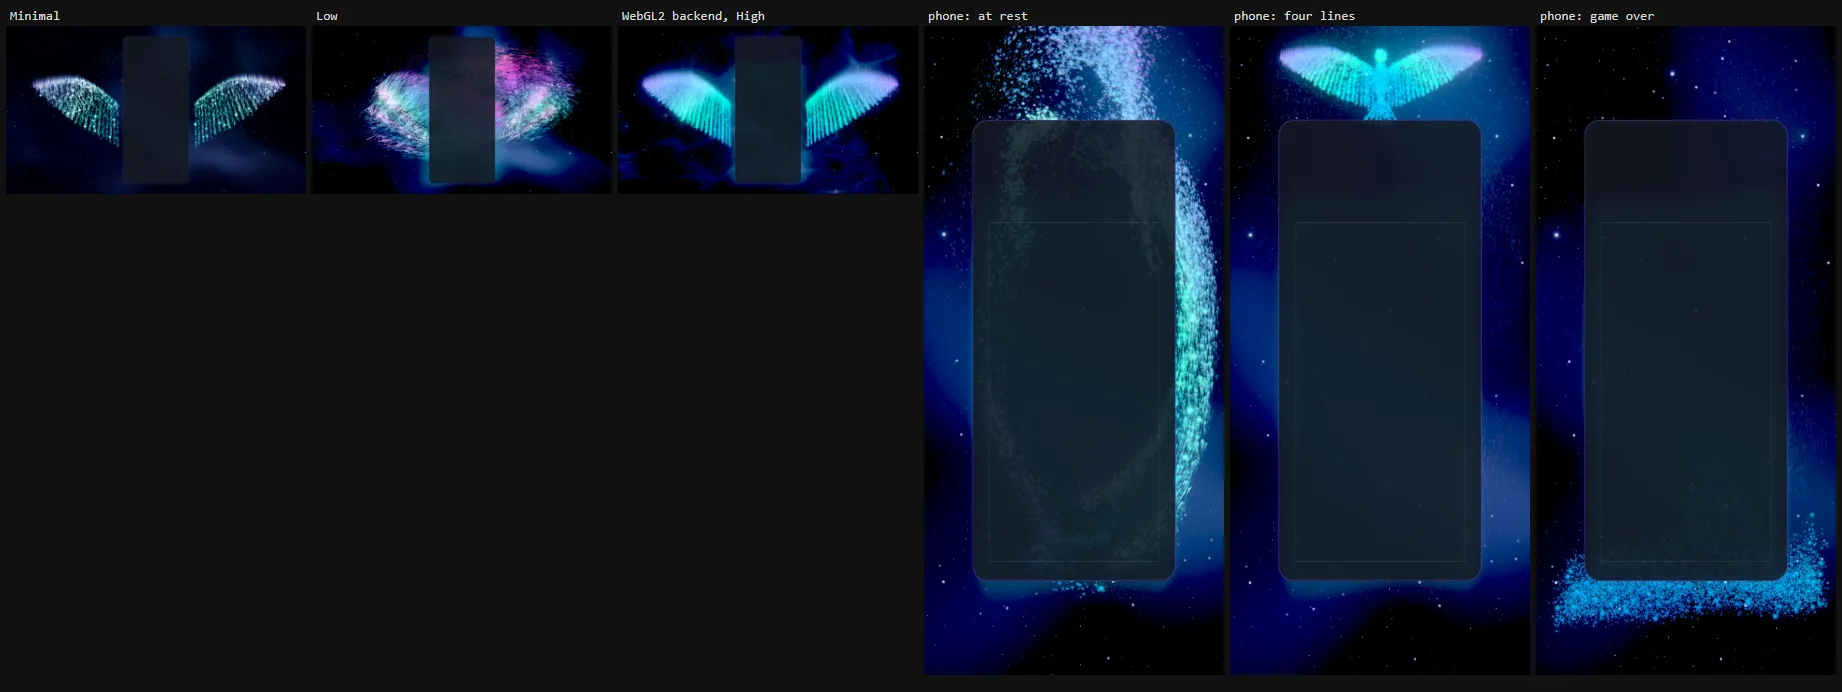 Minimal
Low
WebGL2 backend, High
phone: at rest
phone: four lines
phone: game over